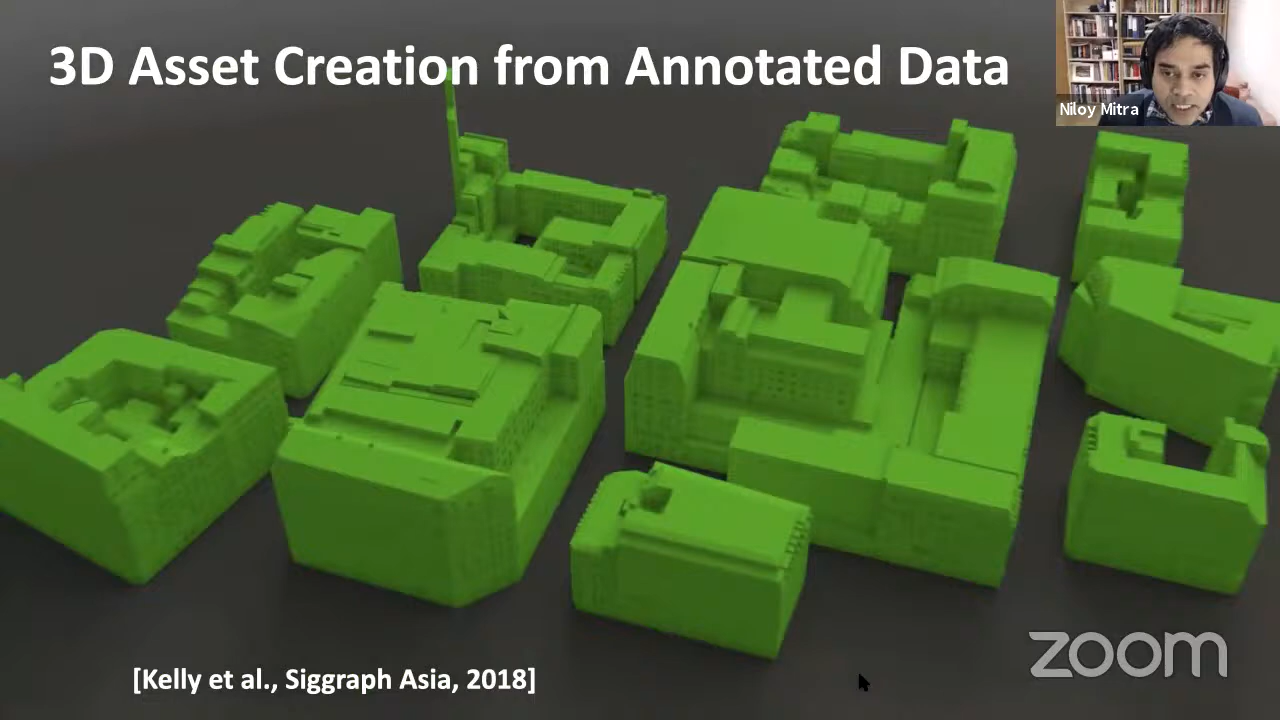 3D Asset Creation from Annotated Data
Niloy Mitra
[Kelly et al., Siggraph Asia, 2018]
zoom